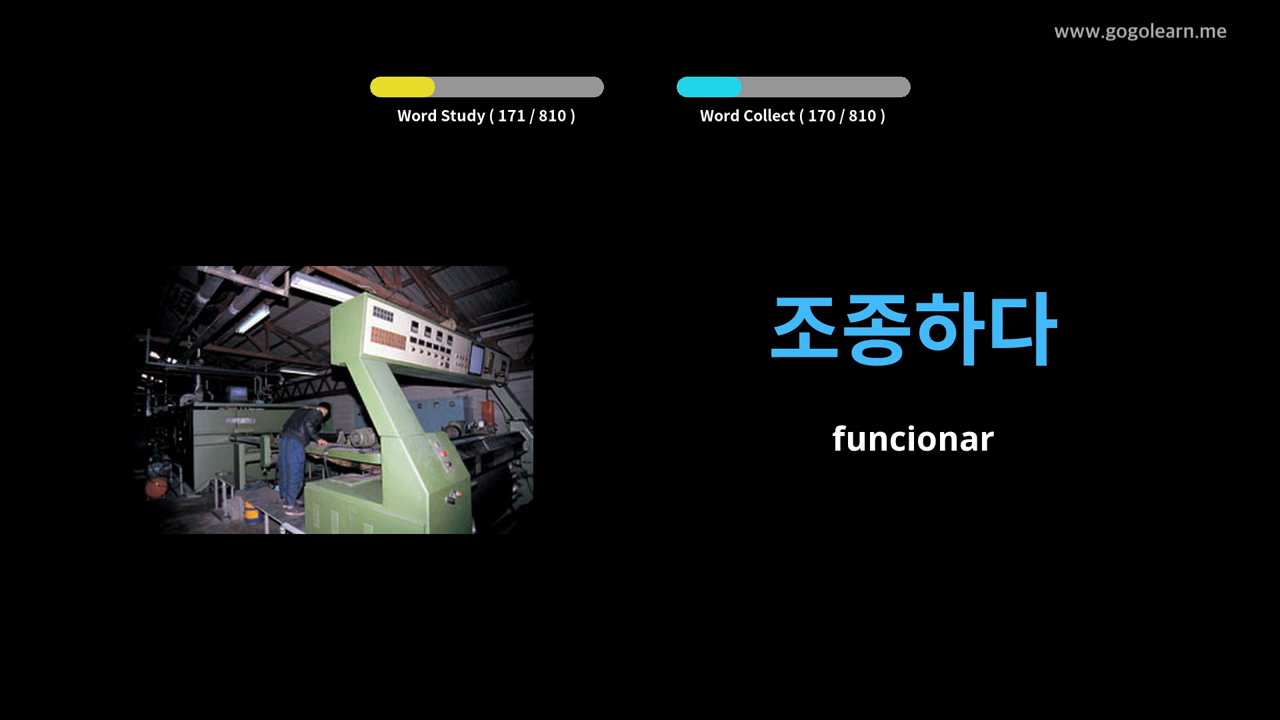 www.gogolearn.me
Word Study ( 171 / 810 )
Word Collect ( 170 / 810 )
조종하다
funcionar